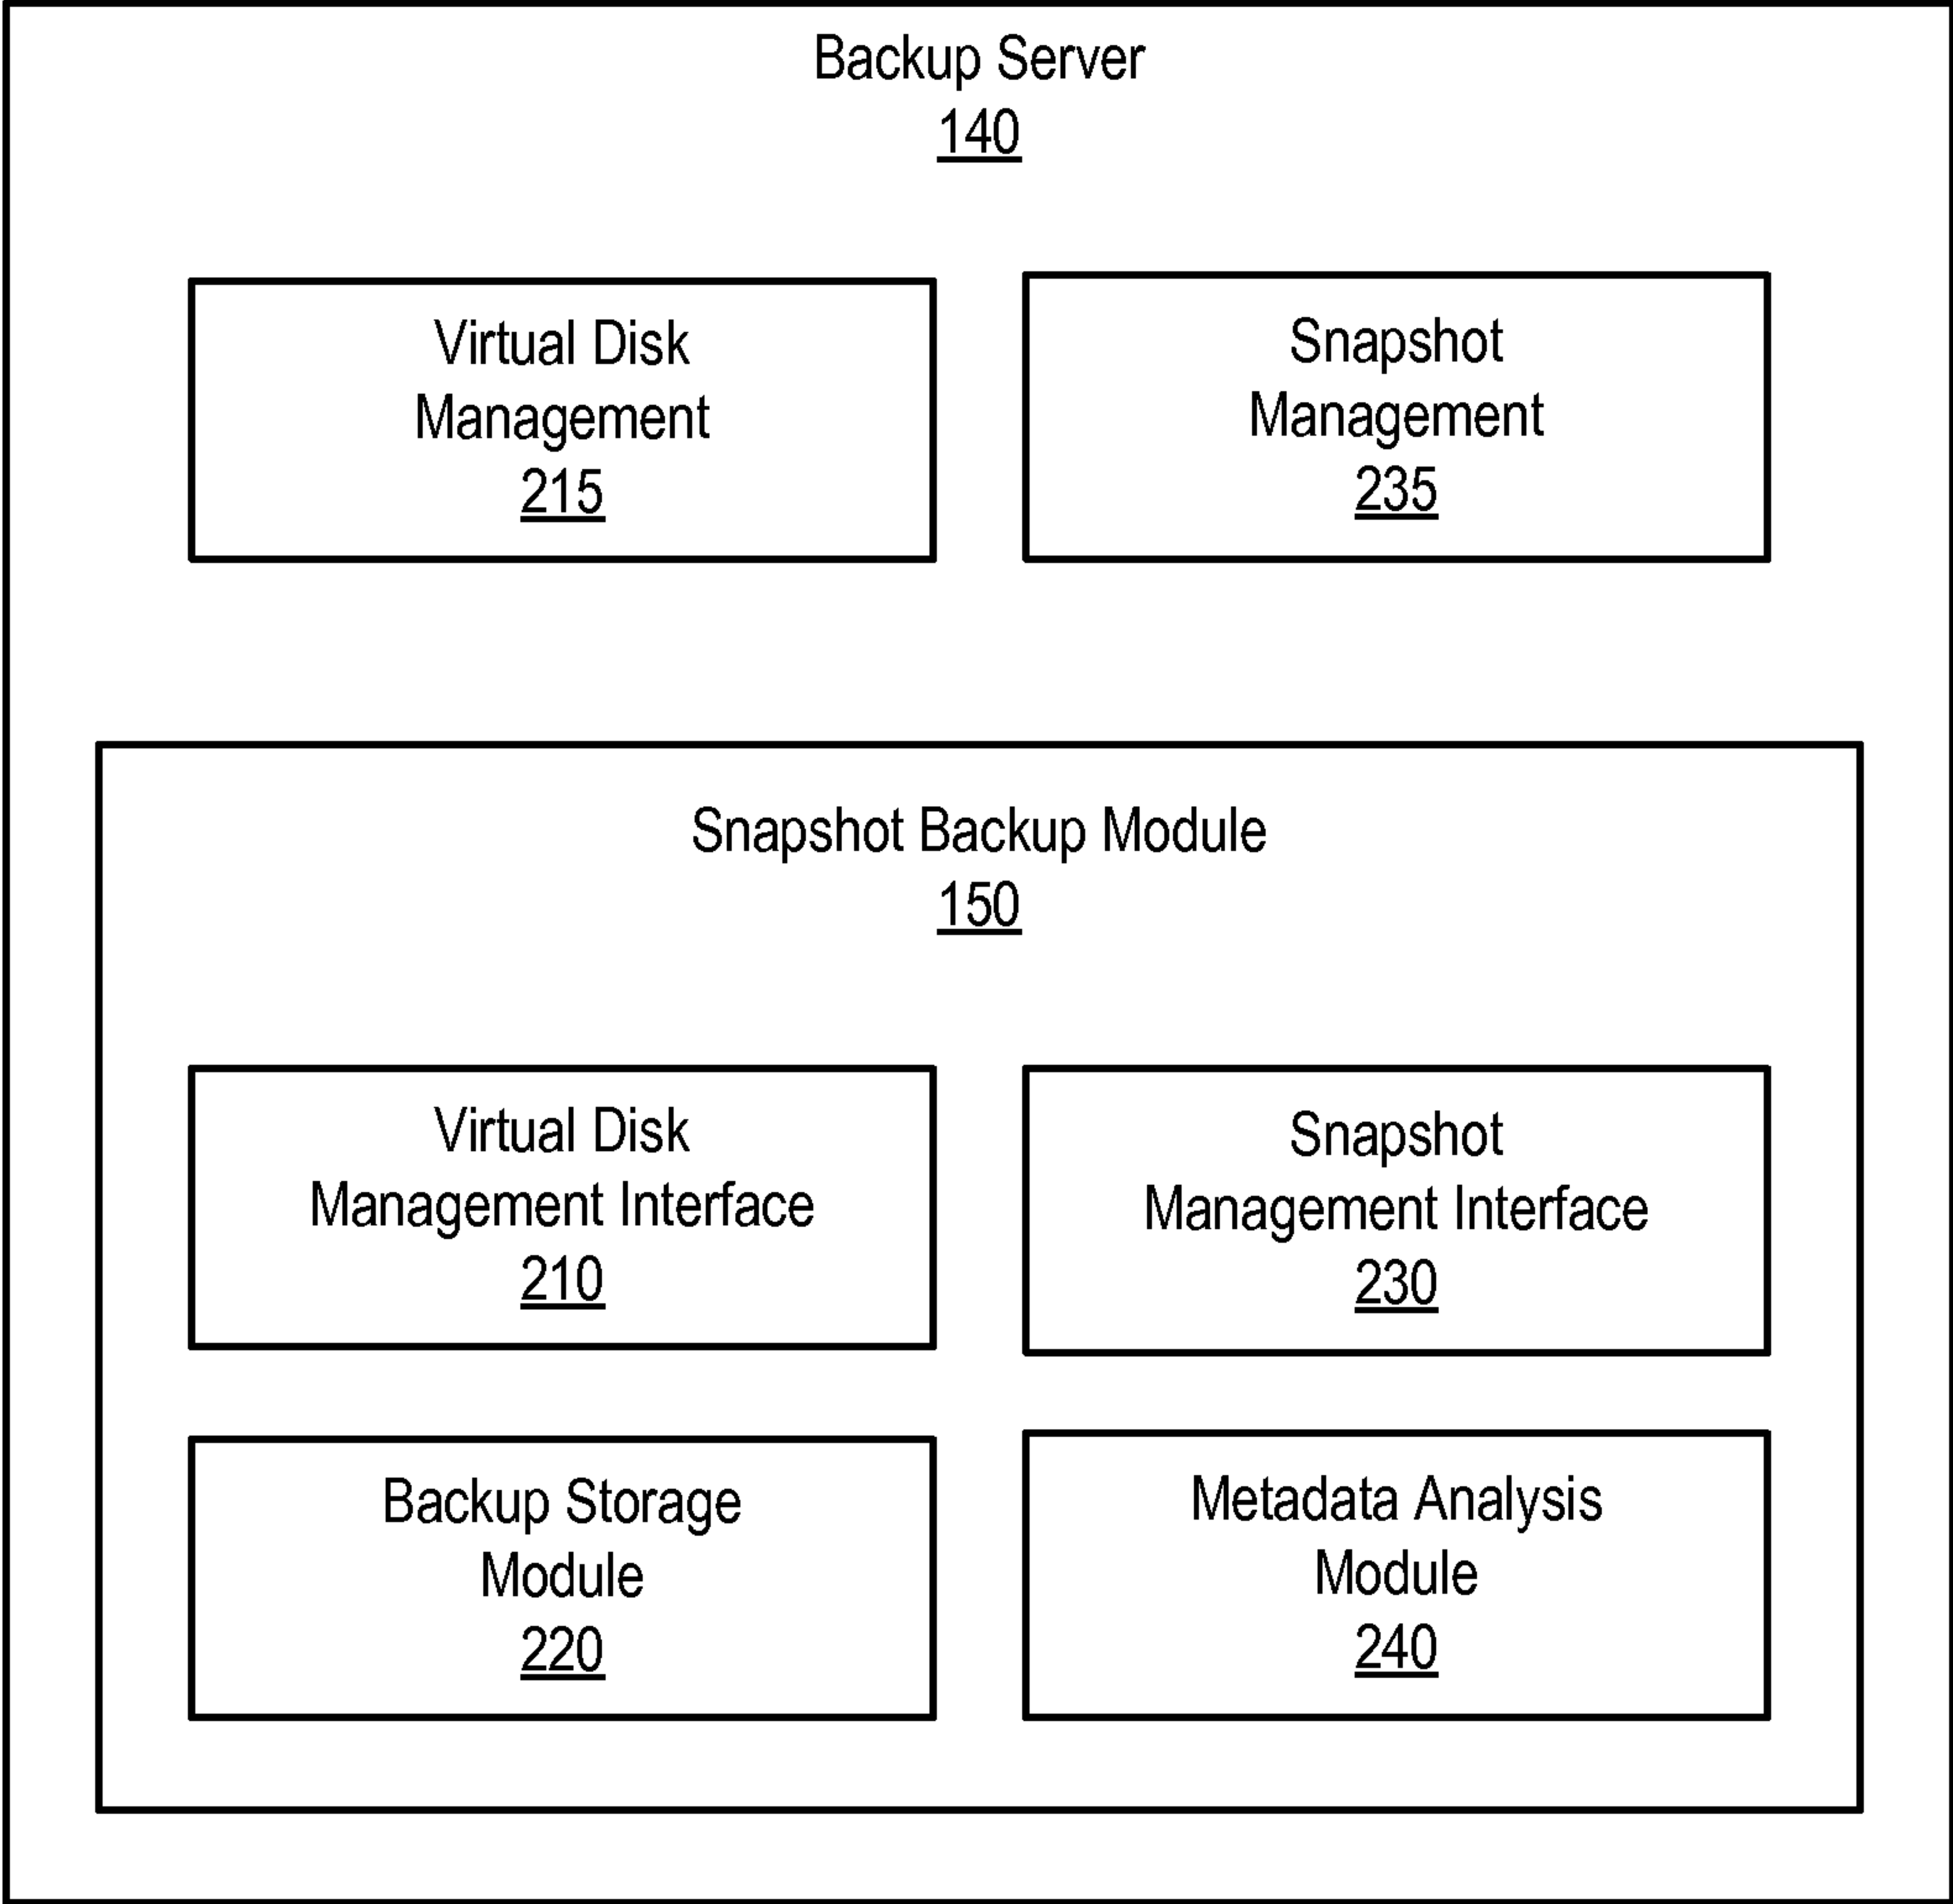 Backup Server
140
Virtual Disk
Management
215
Snapshot
Management
235
Snapshot Backup Module
150
Virtual Disk
Management Interface
210
Snapshot
Management Interface
230
Backup Storage
Module
220
Metadata Analysis
Module
240